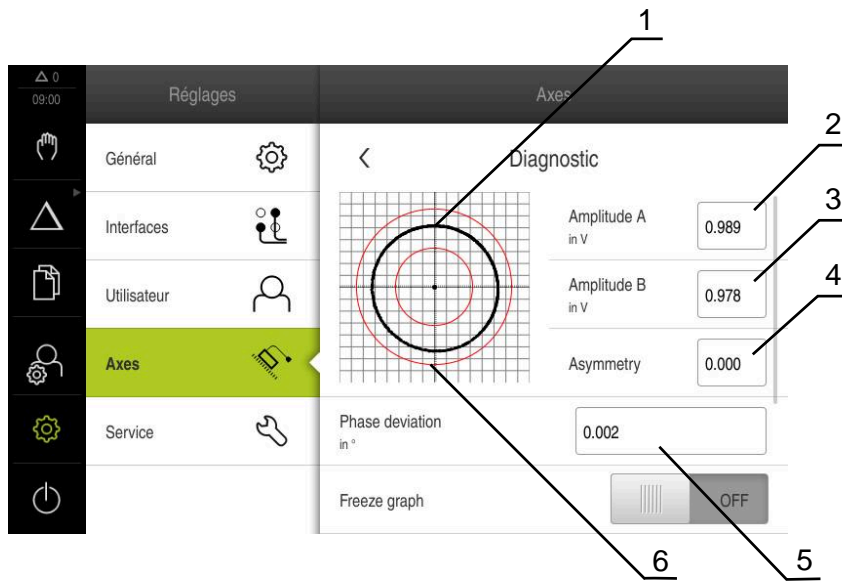 1
0
09:00
Réglages
Axes
Général
Interfaces
Utilisateur
Axes
Service
Diagnostic
Amplitude A
in V
0.989
2
Amplitude B
in V
0.978
3
Asymmetry
0.000
4
Phase deviation
in °
0.002
Freeze graph
OFF
6
5